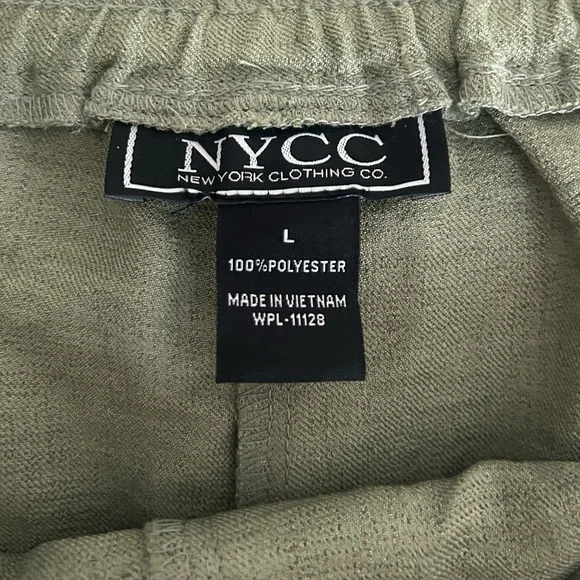 NYCC
NEW YORK CLOTHING CO.
L
100%POLYESTER
MADE IN VIETNAM
WPL-11128